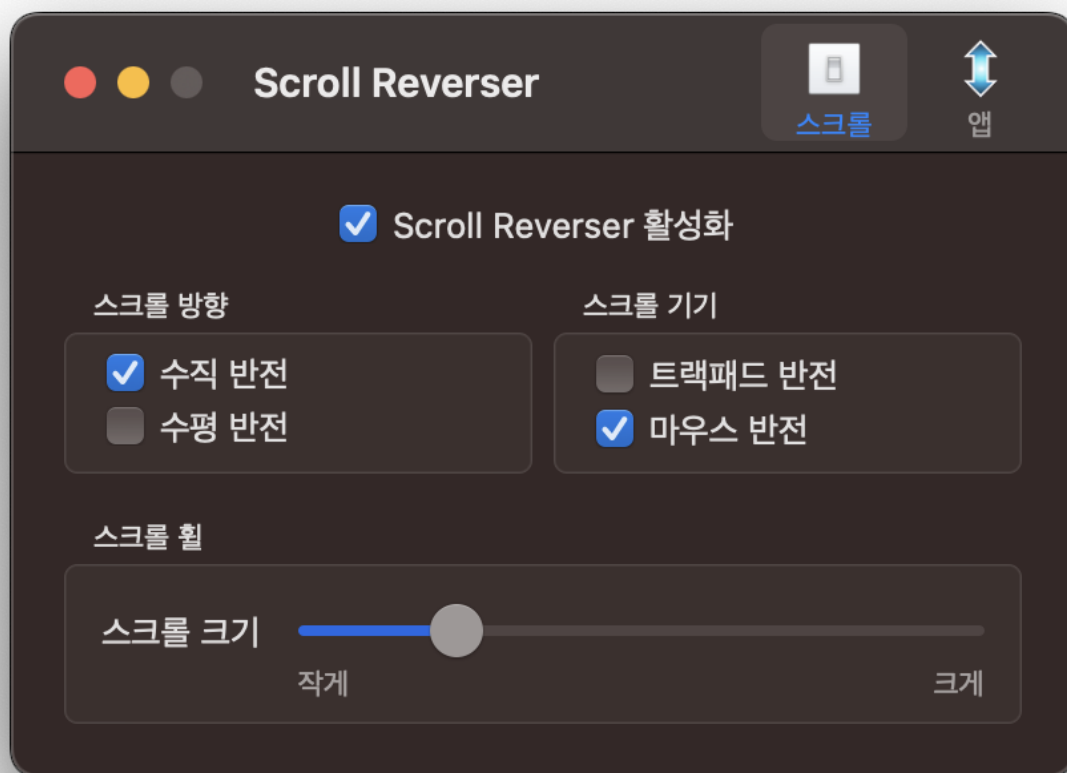 Scroll Reverser
스크롤
앱
Scroll Reverser 활성화
스크롤 방향
수직 반전
수평 반전
스크롤 기기
트랙패드 반전
마우스 반전
스크롤 휠
스크롤 크기
작게
크게